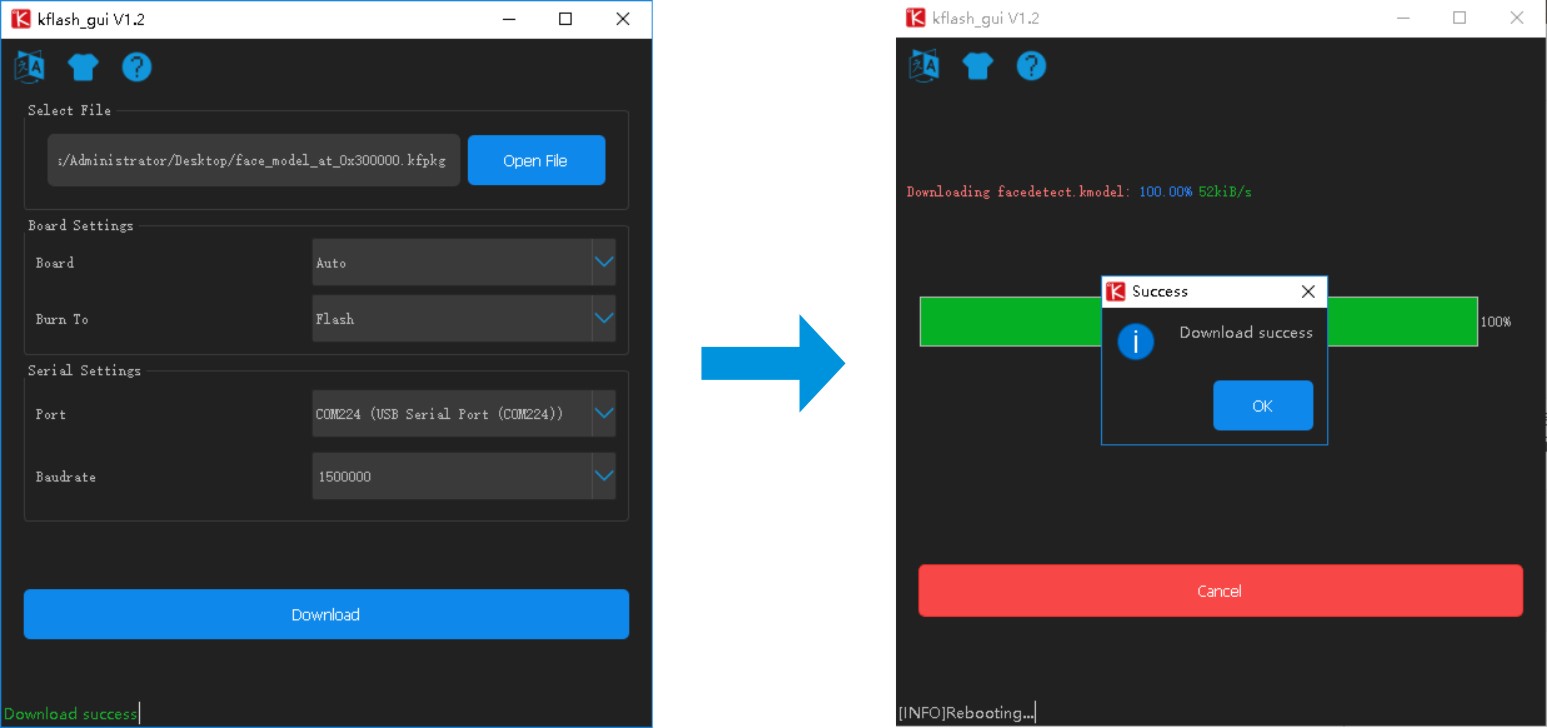 kflash_gui V1.2
Select File
:/Administrator/Desktop/face_model_at_0x300000.kfpkg
Open File
Board Settings
Board
Auto
Burn To
Flash
Serial Settings
Port
COM224 (USB Serial Port (COM224))
Baudrate
1500000
Download
Download success
kflash_gui V1.2
Downloading facedetect.kmodel: 100.00% 52kiB/s
Success
Download success
OK
100%
Cancel
[INFO]Rebooting...